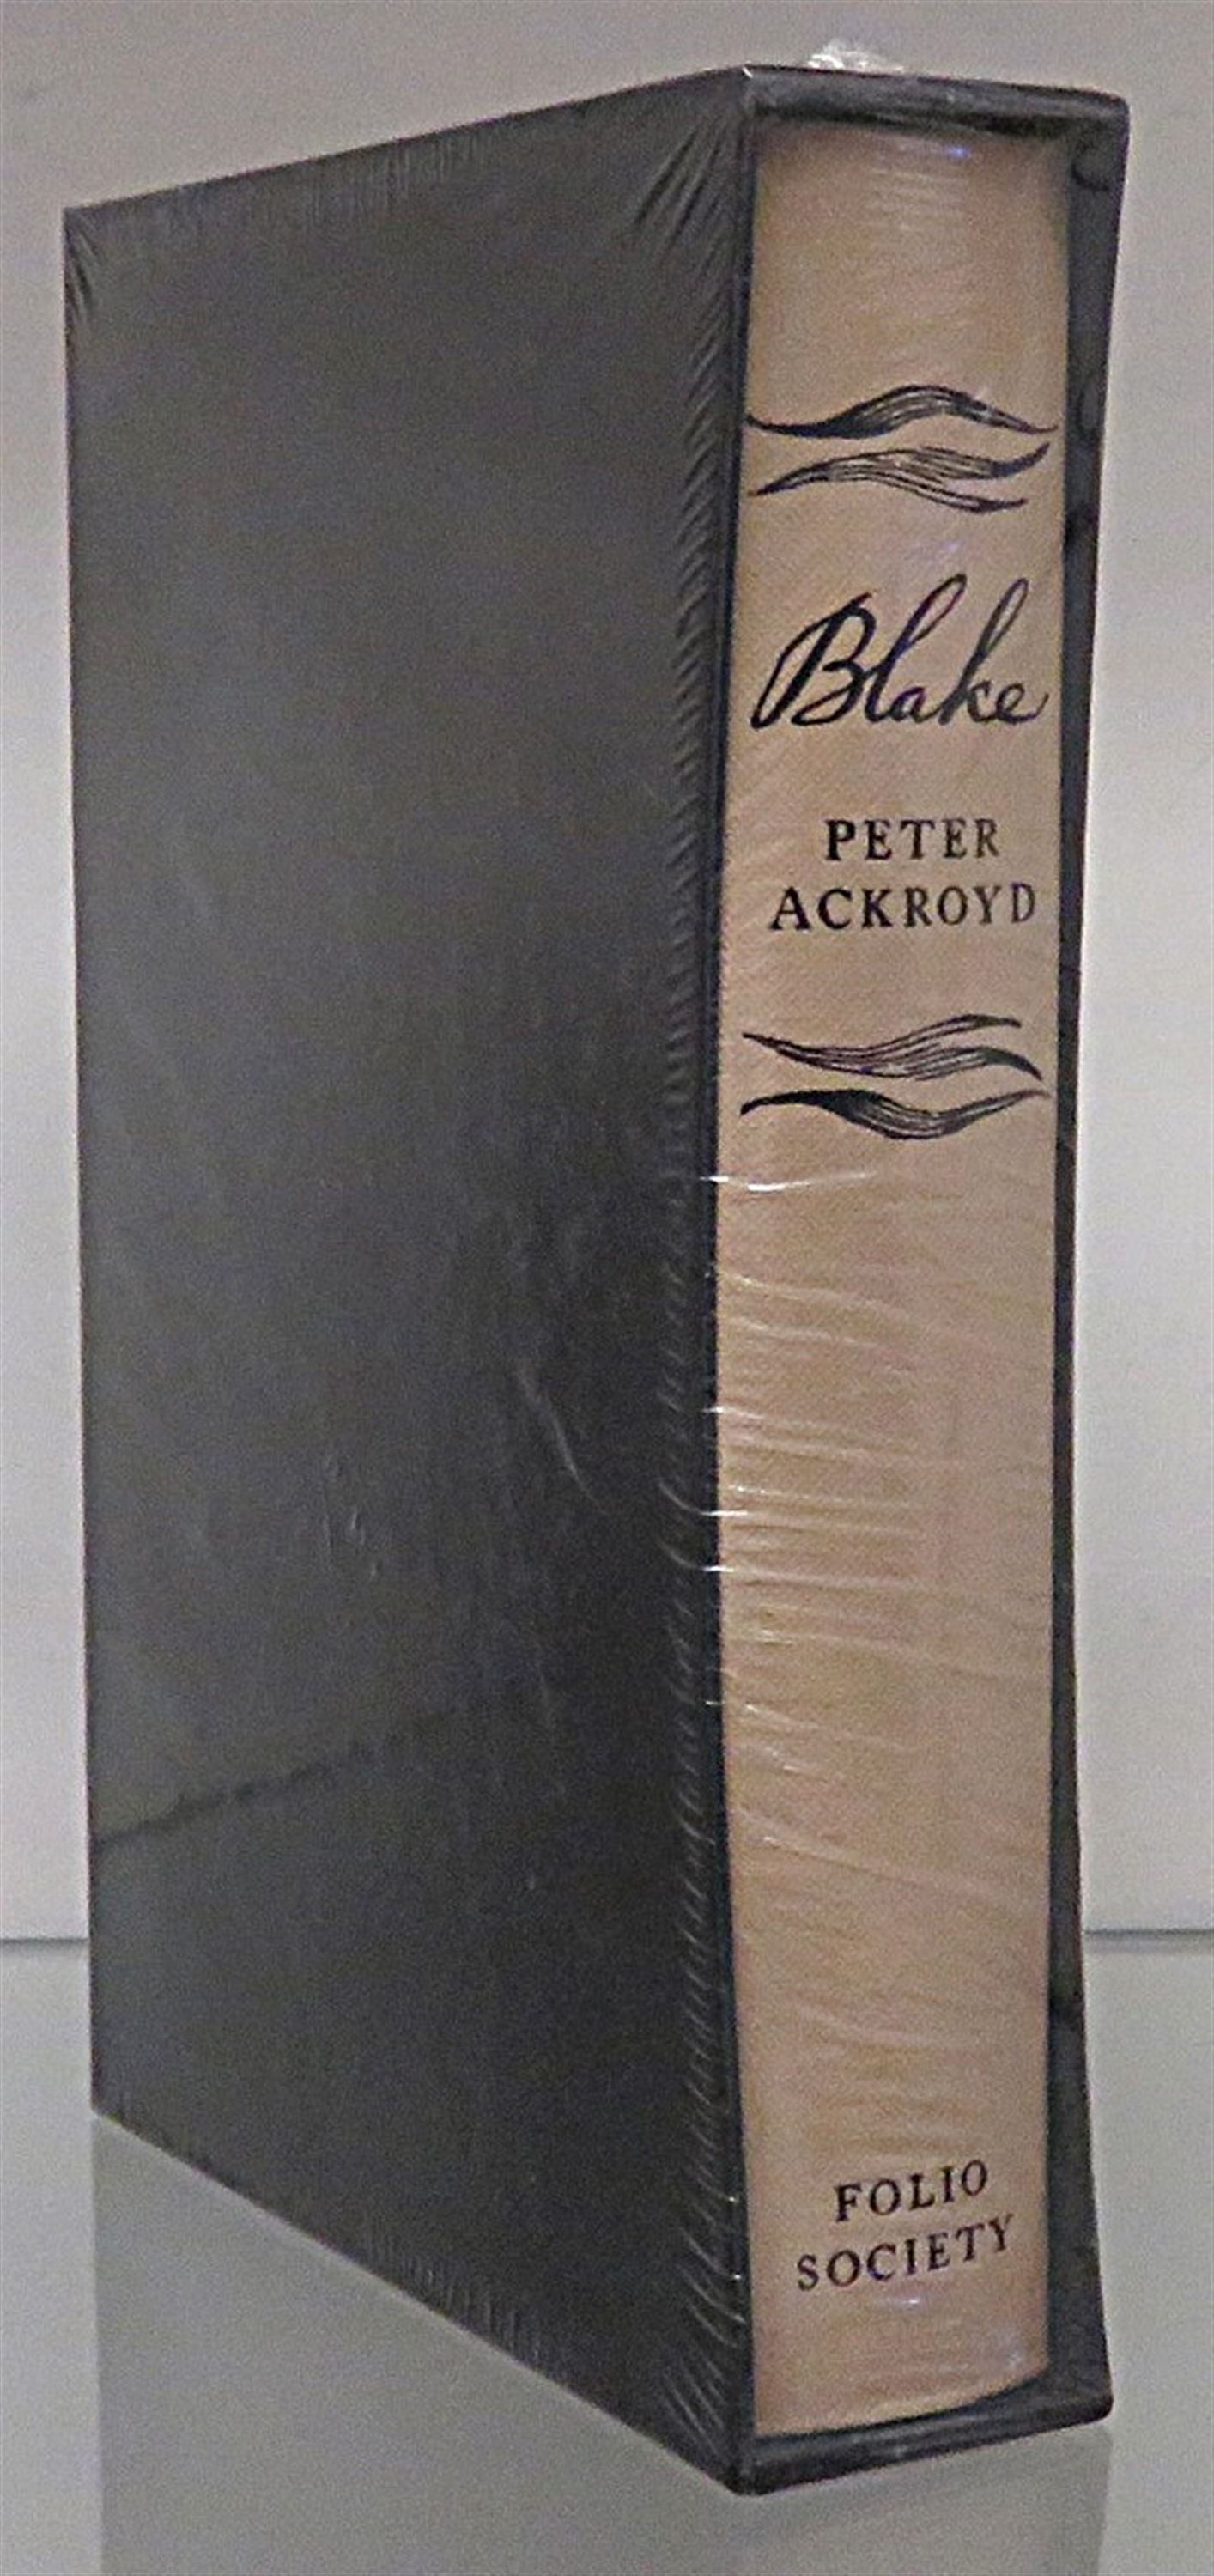 Blake
PETER
ACKROYD
FOLIO
SOCIETY